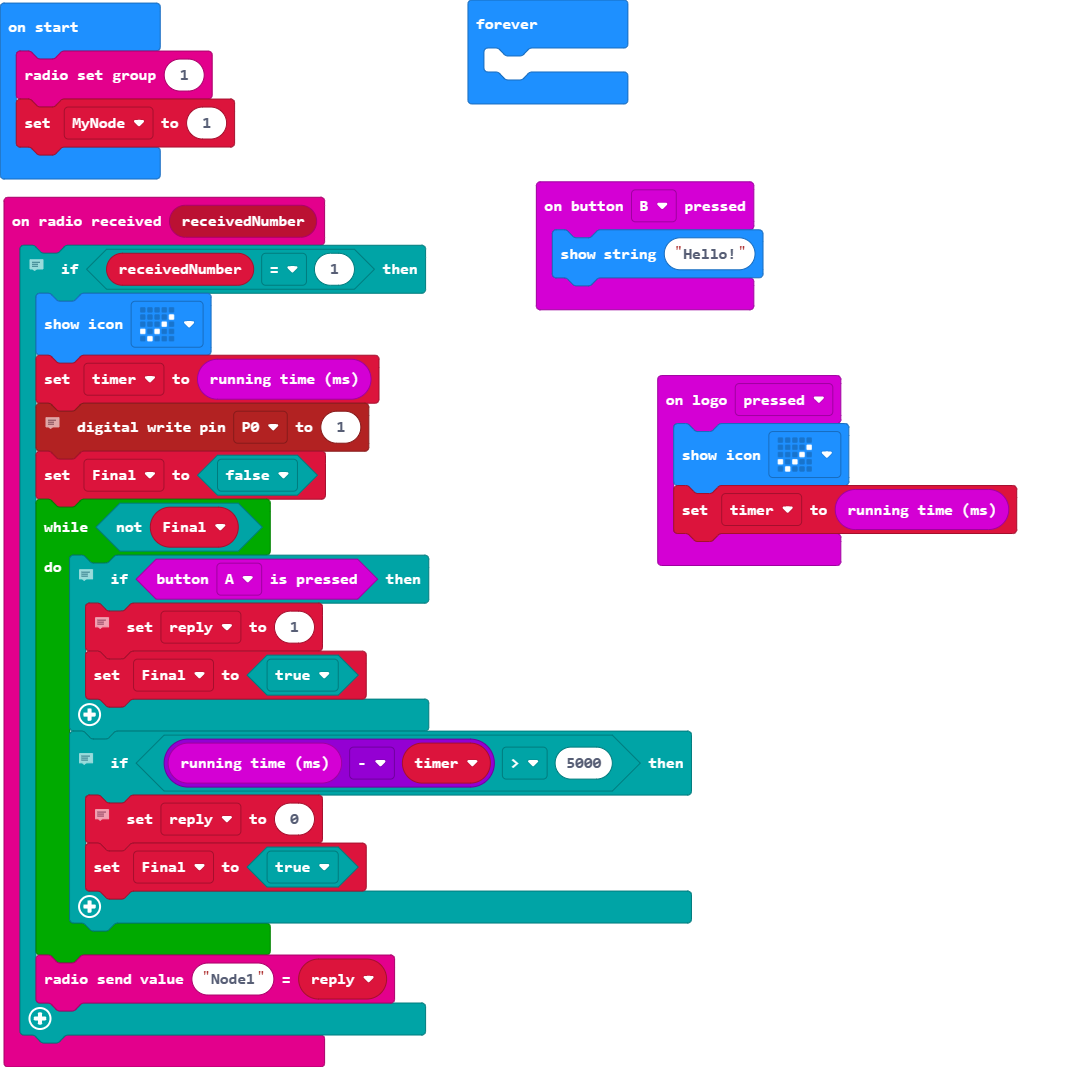 on start
radio set group 1
set MyNode to 1
forever
on radio received receivedNumber
if receivedNumber = 1 then
show icon
set timer to running time (ms)
digital write pin P0 to 1
set Final to false
while not Final
do
if button A is pressed then
set reply to 1
set Final to true
if running time (ms) - timer > 5000 then
set reply to 0
set Final to true
radio send value "Node1" = reply
on button B pressed
show string "Hello!"
on logo pressed
show icon
set timer to running time (ms)